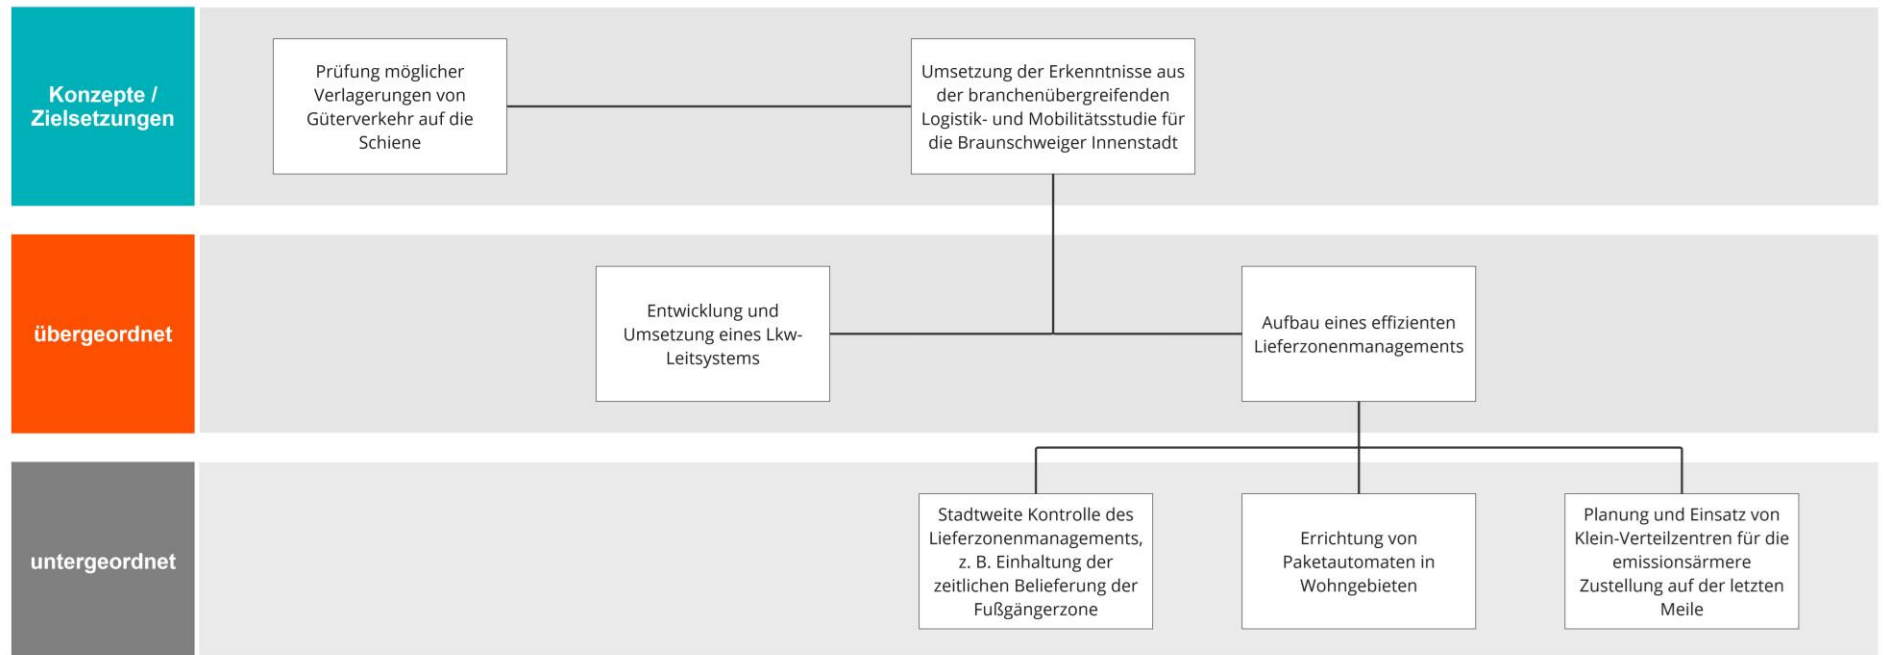 Konzepte /
Zielsetzungen
Prüfung möglicher
Verlagerungen von
Güterverkehr auf die
Schiene
Umsetzung der Erkenntnisse aus
der branchenübergreifenden
Logistik- und Mobilitätsstudie für
die Braunschweiger Innenstadt
übergeordnet
Entwicklung und
Umsetzung eines Lkw-
Leitsystems
Aufbau eines effizienten
Lieferzonenmanagements
untergeordnet
Stadtweite Kontrolle des
Lieferzonenmanagements,
z. B. Einhaltung der
zeitlichen Belieferung der
Fußgängerzone
Errichtung von
Paketautomaten in
Wohngebieten
Planung und Einsatz von
Klein-Verteilzentren für die
emissionsärmere
Zustellung auf der letzten
Meile